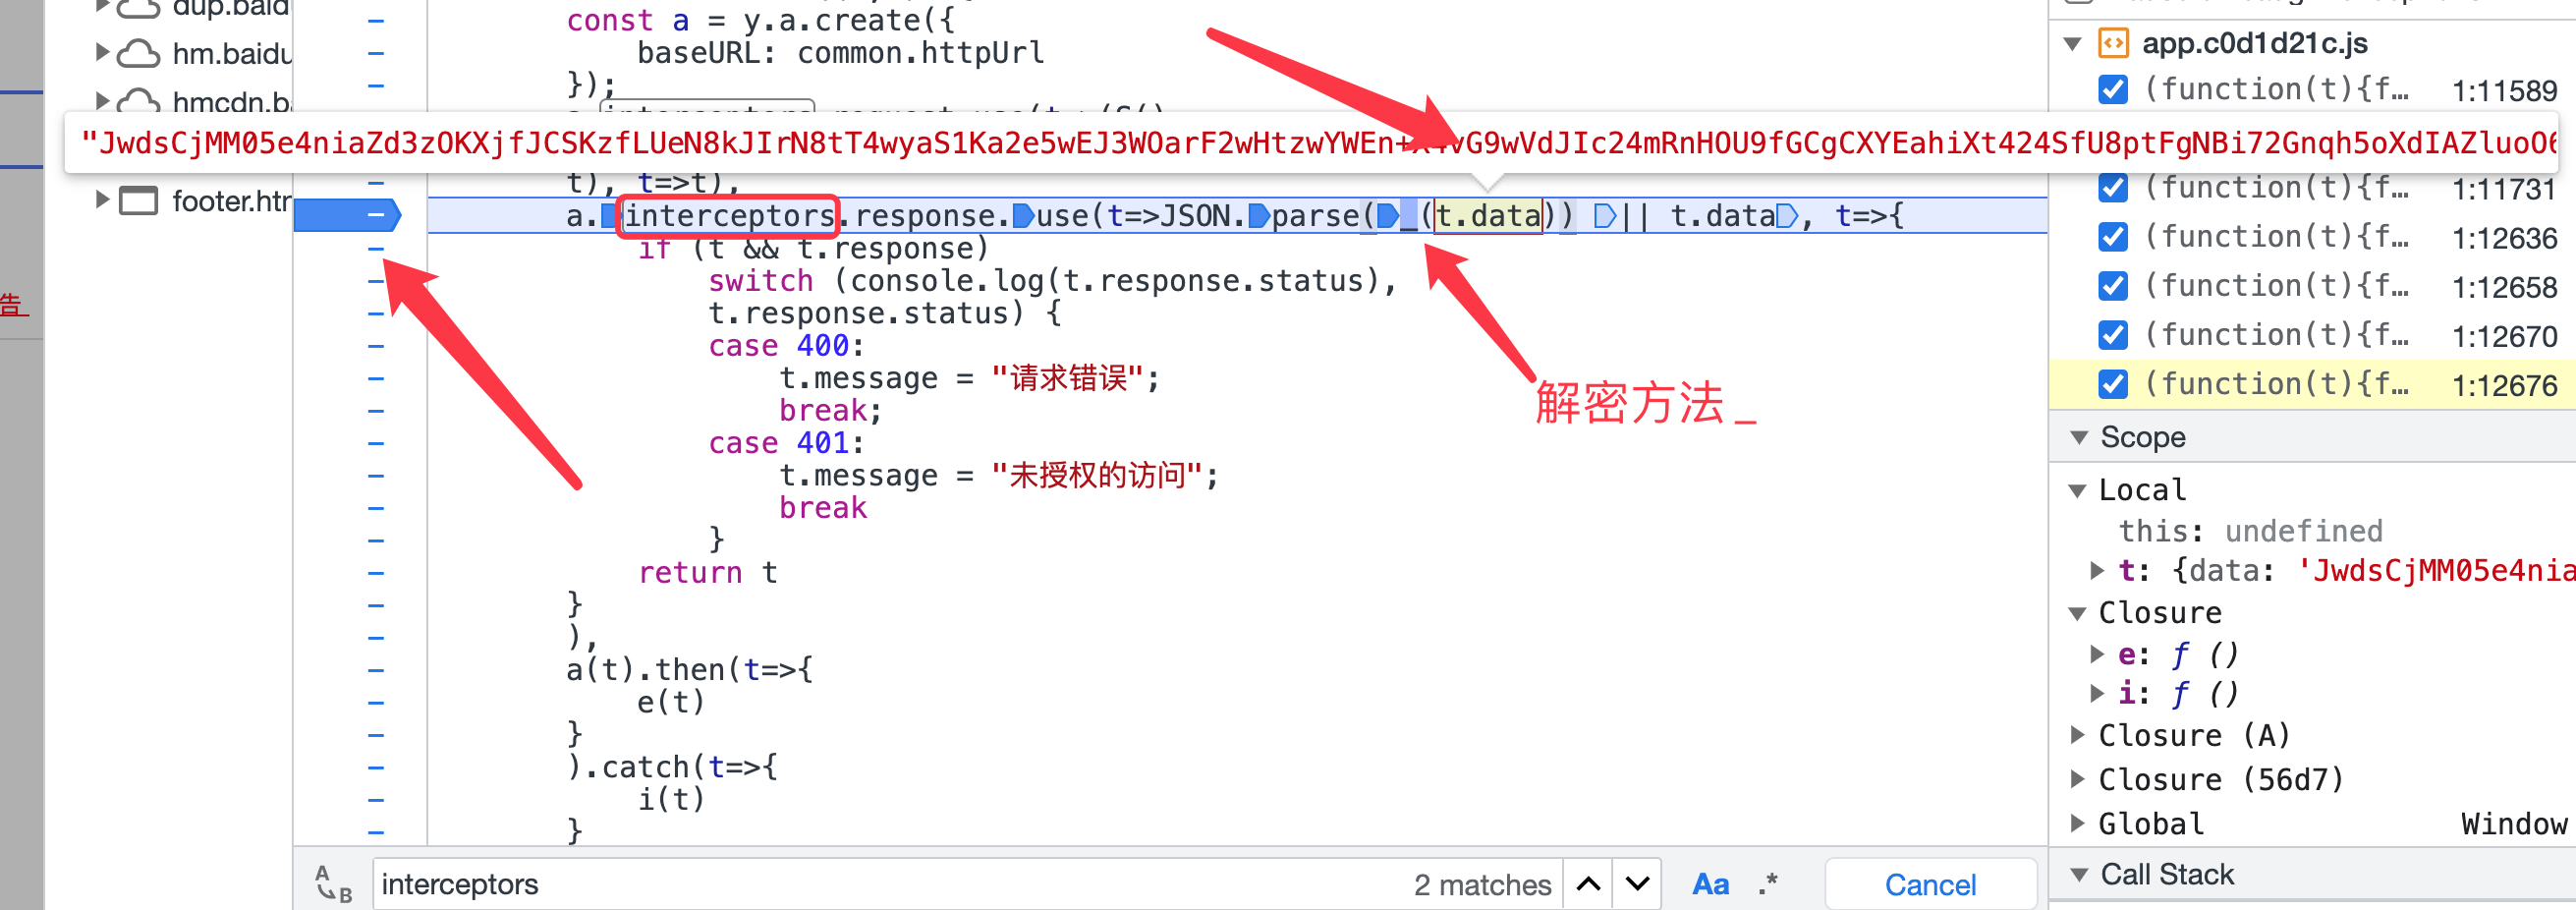 dup.baid
hm.baidu
hmcdn.ba
footer.htr
告
const a = y.a.create({
baseURL: common.httpUrl
});
"JwdsCjMM05e4niaZd3zOKXjfJCSKzfLUeN8kJIrN8tT4wyaS1Ka2e5wEJ3WOarF2wHtzwYWEn+X4vG9wVdJIc24mRnHOU9fGCgCXYEahiXt424SfU8ptFgNBi72Gnqh5oXdIAZluoO6
t), t=>t),
a.interceptors.response.use(t=>JSON.parse(_(t.data)) || t.data, t=>{
if (t && t.response)
switch (console.log(t.response.status),
t.response.status) {
case 400:
t.message = "请求错误";
break;
case 401:
t.message = "未授权的访问";
break
}
return t
}
),
a(t).then(t=>{
e(t)
}
).catch(t=>{
i(t)
}
解密方法_
A
B
interceptors
2 matches
Aa
.*
Cancel
app.c0d1d21c.js
(function(t){f… 1:11589
(function(t){f… 1:11731
(function(t){f… 1:12636
(function(t){f… 1:12658
(function(t){f… 1:12670
(function(t){f… 1:12676
Scope
Local
this: undefined
t: {data: 'JwdsCjMM05e4nia
Closure
e: ƒ ()
i: ƒ ()
Closure (A)
Closure (56d7)
Global Window
Call Stack